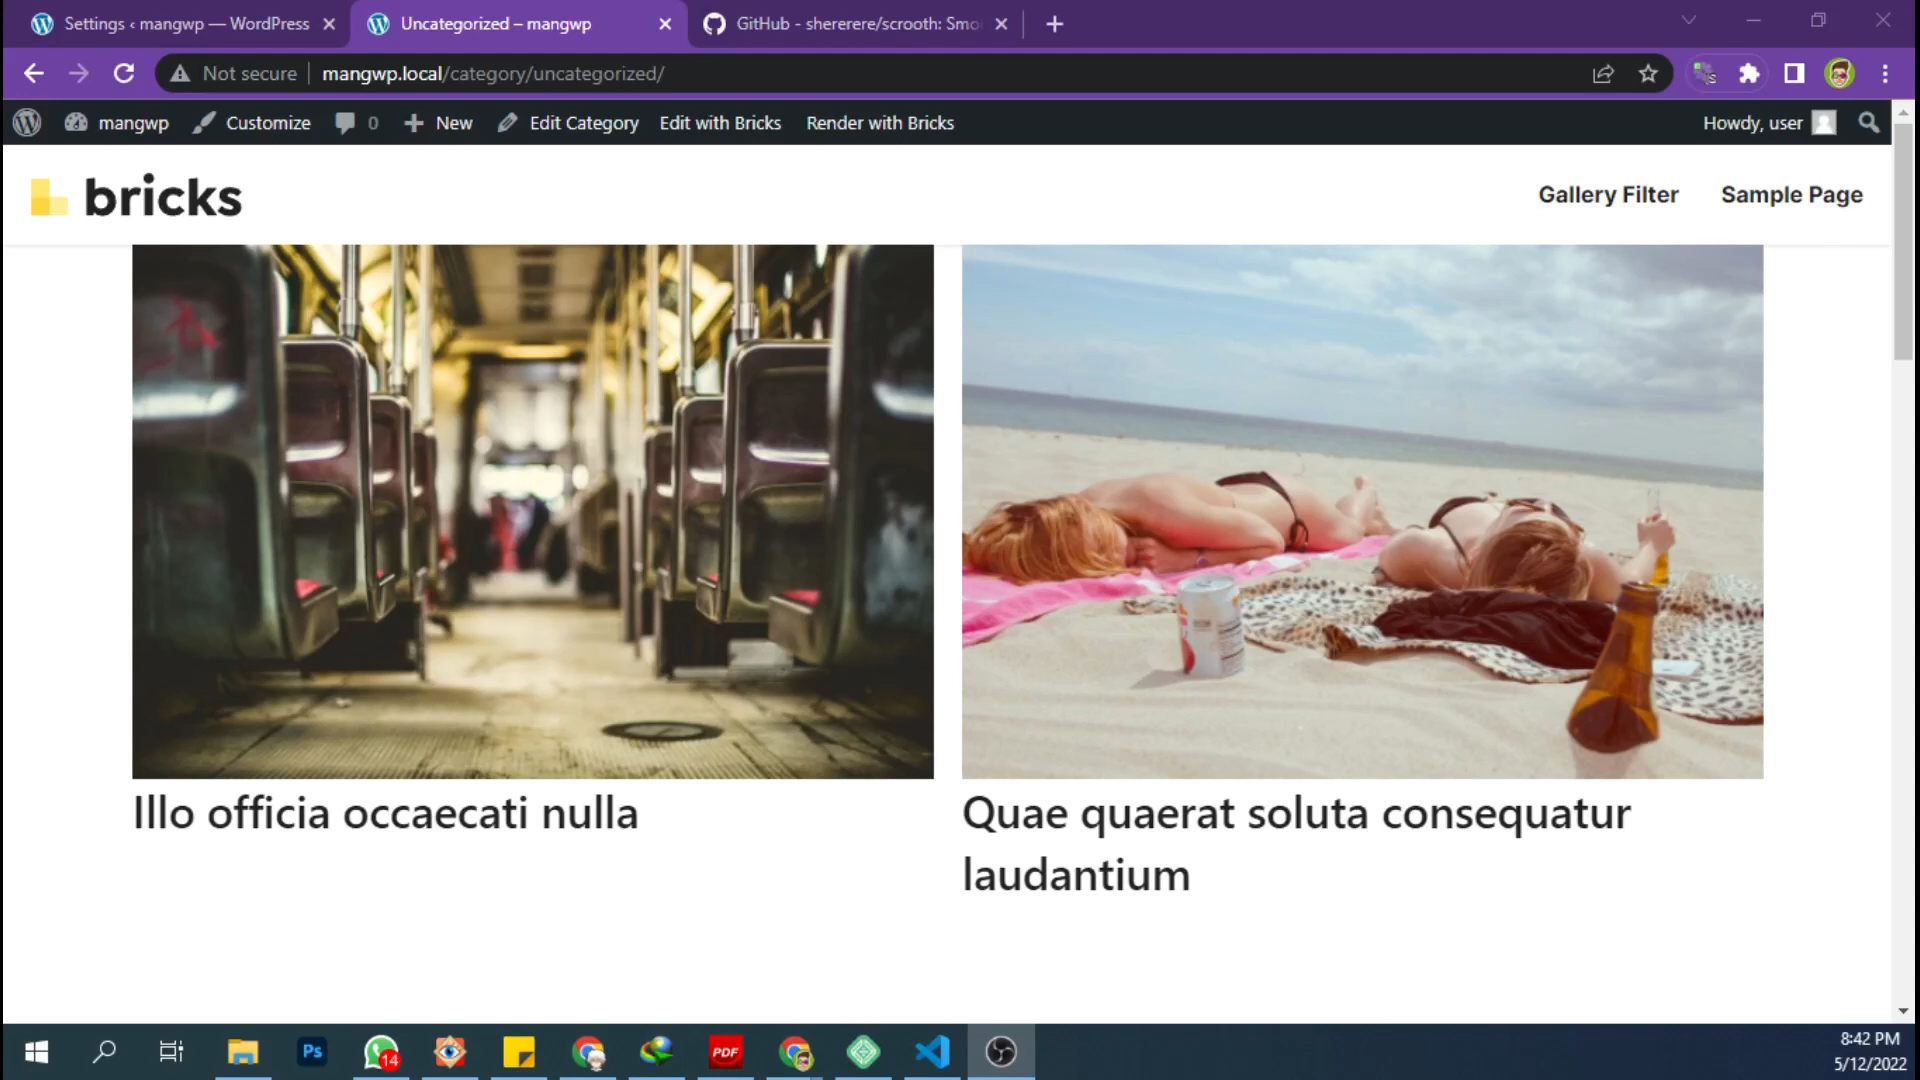 Settings ‹ mangwp — WordPress
Uncategorized – mangwp
GitHub - shererere/scrooth: Smo
Not secure
mangwp.local/category/uncategorized/
mangwp
Customize
0
New
Edit Category
Edit with Bricks
Render with Bricks
Howdy, user
bricks
Gallery Filter
Sample Page
Illo officia occaecati nulla
Quae quaerat soluta consequatur
laudantium
Ps
14
PDF
8:42 PM
5/12/2022